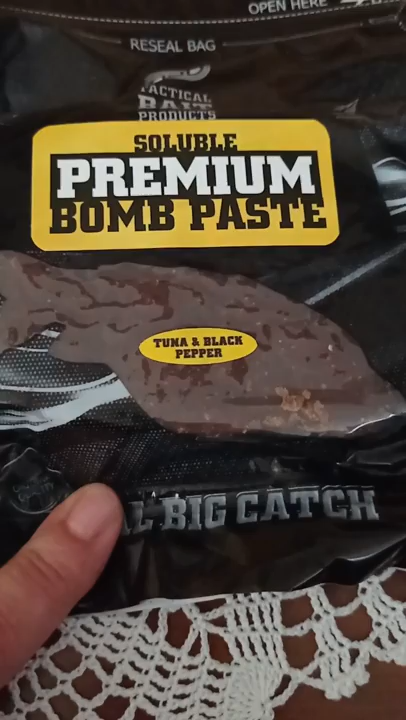 OPEN HERE
RESEAL BAG
TACTICAL
BAIT
PRODUCTS
SOLUBLE
PREMIUM
BOMB PASTE
TUNA & BLACK
PEPPER
BIG CATCH